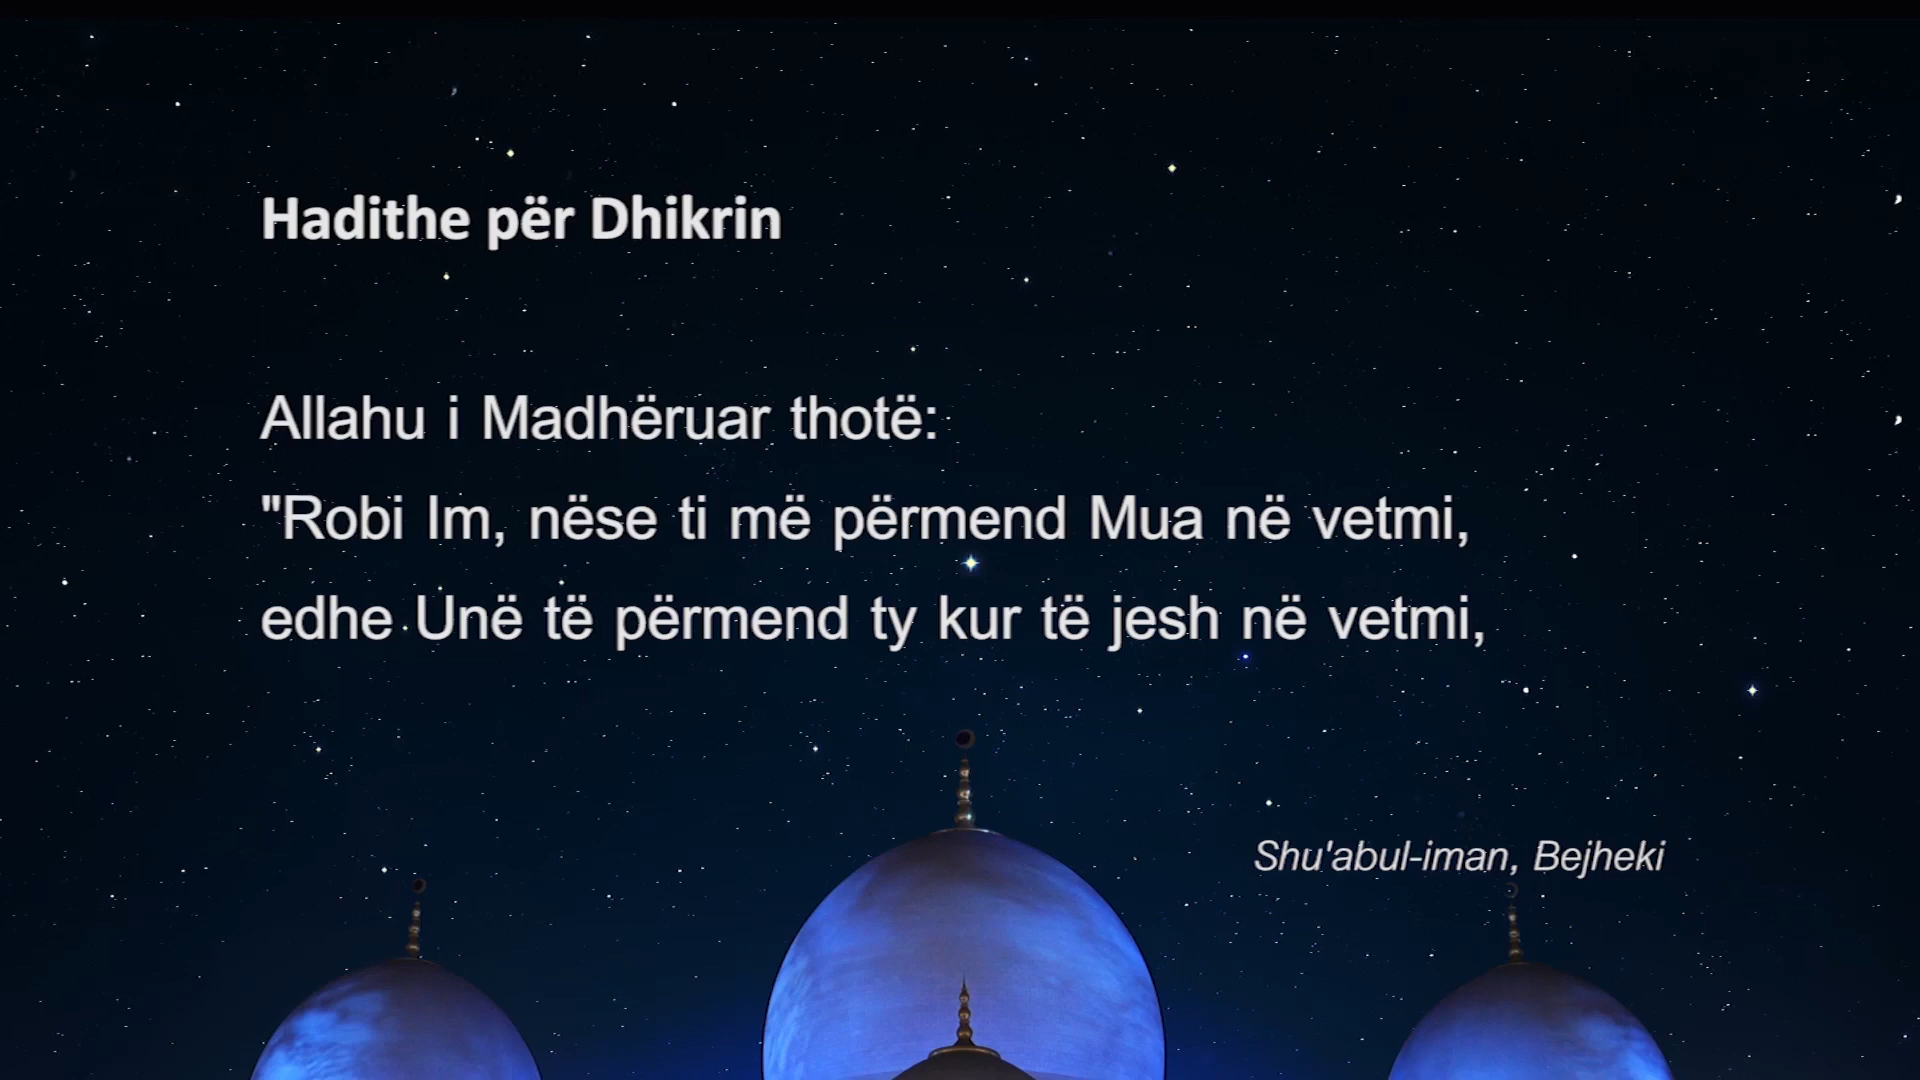 Hadithe për Dhikrin
Allahu i Madhëruar thotë:
"Robi Im, nëse ti më përmend Mua në vetmi,
edhe Unë të përmend ty kur të jesh në vetmi,
Shu'abul-iman, Bejheki